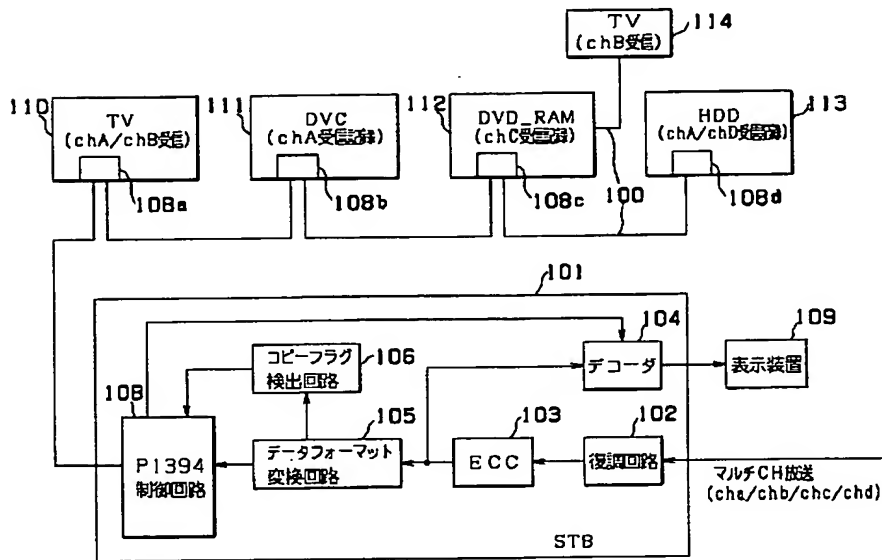 TV
(chB受信)
114
110
TV
(chA/chB受信)
108a
111
DVC
(chA受信記録)
108b
112
DVD_RAM
(chC受信記録)
108c
100
HDD
(chA/chD受信記録)
108d
113
101
コピーフラグ
検出回路
106
104
デコーダ
109
表示装置
108
P1394
制御回路
105
データフォーマット
変換回路
103
ECC
102
復調回路
マルチCH放送
(cha/chb/chc/chd)
STB